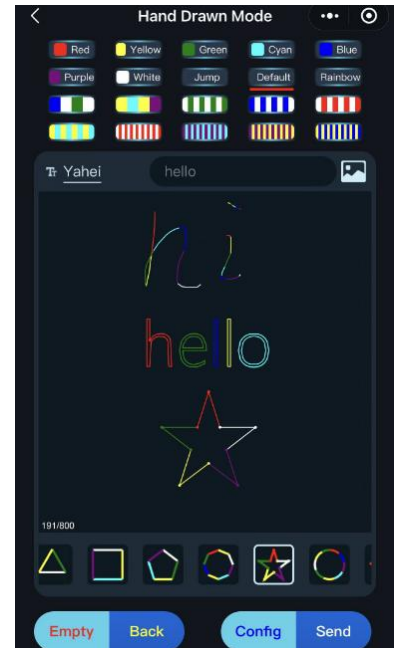 Hand Drawn Mode
Red Yellow Green Cyan Blue
Purple White Jump Default Rainbow
Tr Yahei hello
hi
hello
191/800
Empty Back Config Send